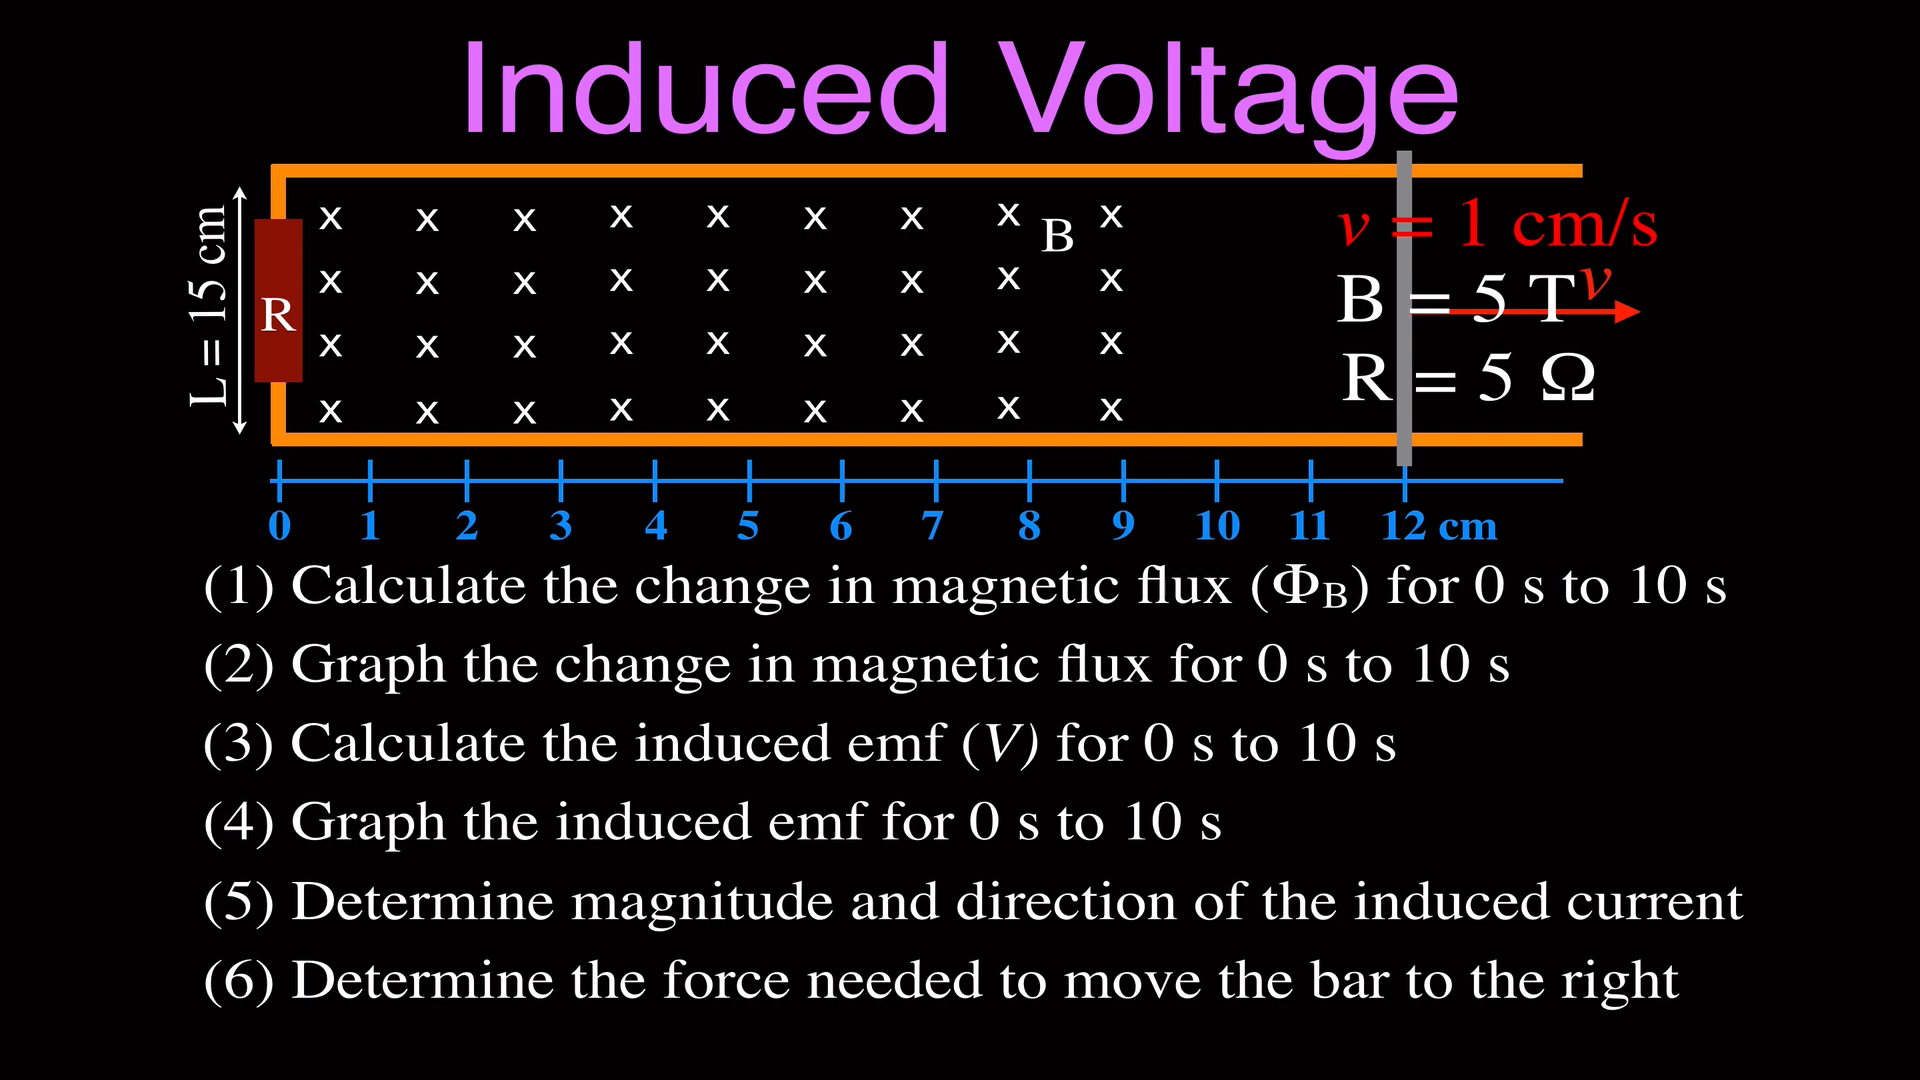 Induced Voltage
x x x x x x x x B x
x x x x x x x x x
x x x x x x x x x
x x x x x x x x x
L = 15 cm
R
v = 1 cm/s
B = 5 T
v
R = 5 Ω
0 1 2 3 4 5 6 7 8 9 10 11 12 cm
(1) Calculate the change in magnetic flux (Φ_B) for 0 s to 10 s
(2) Graph the change in magnetic flux for 0 s to 10 s
(3) Calculate the induced emf (V) for 0 s to 10 s
(4) Graph the induced emf for 0 s to 10 s
(5) Determine magnitude and direction of the induced current
(6) Determine the force needed to move the bar to the right